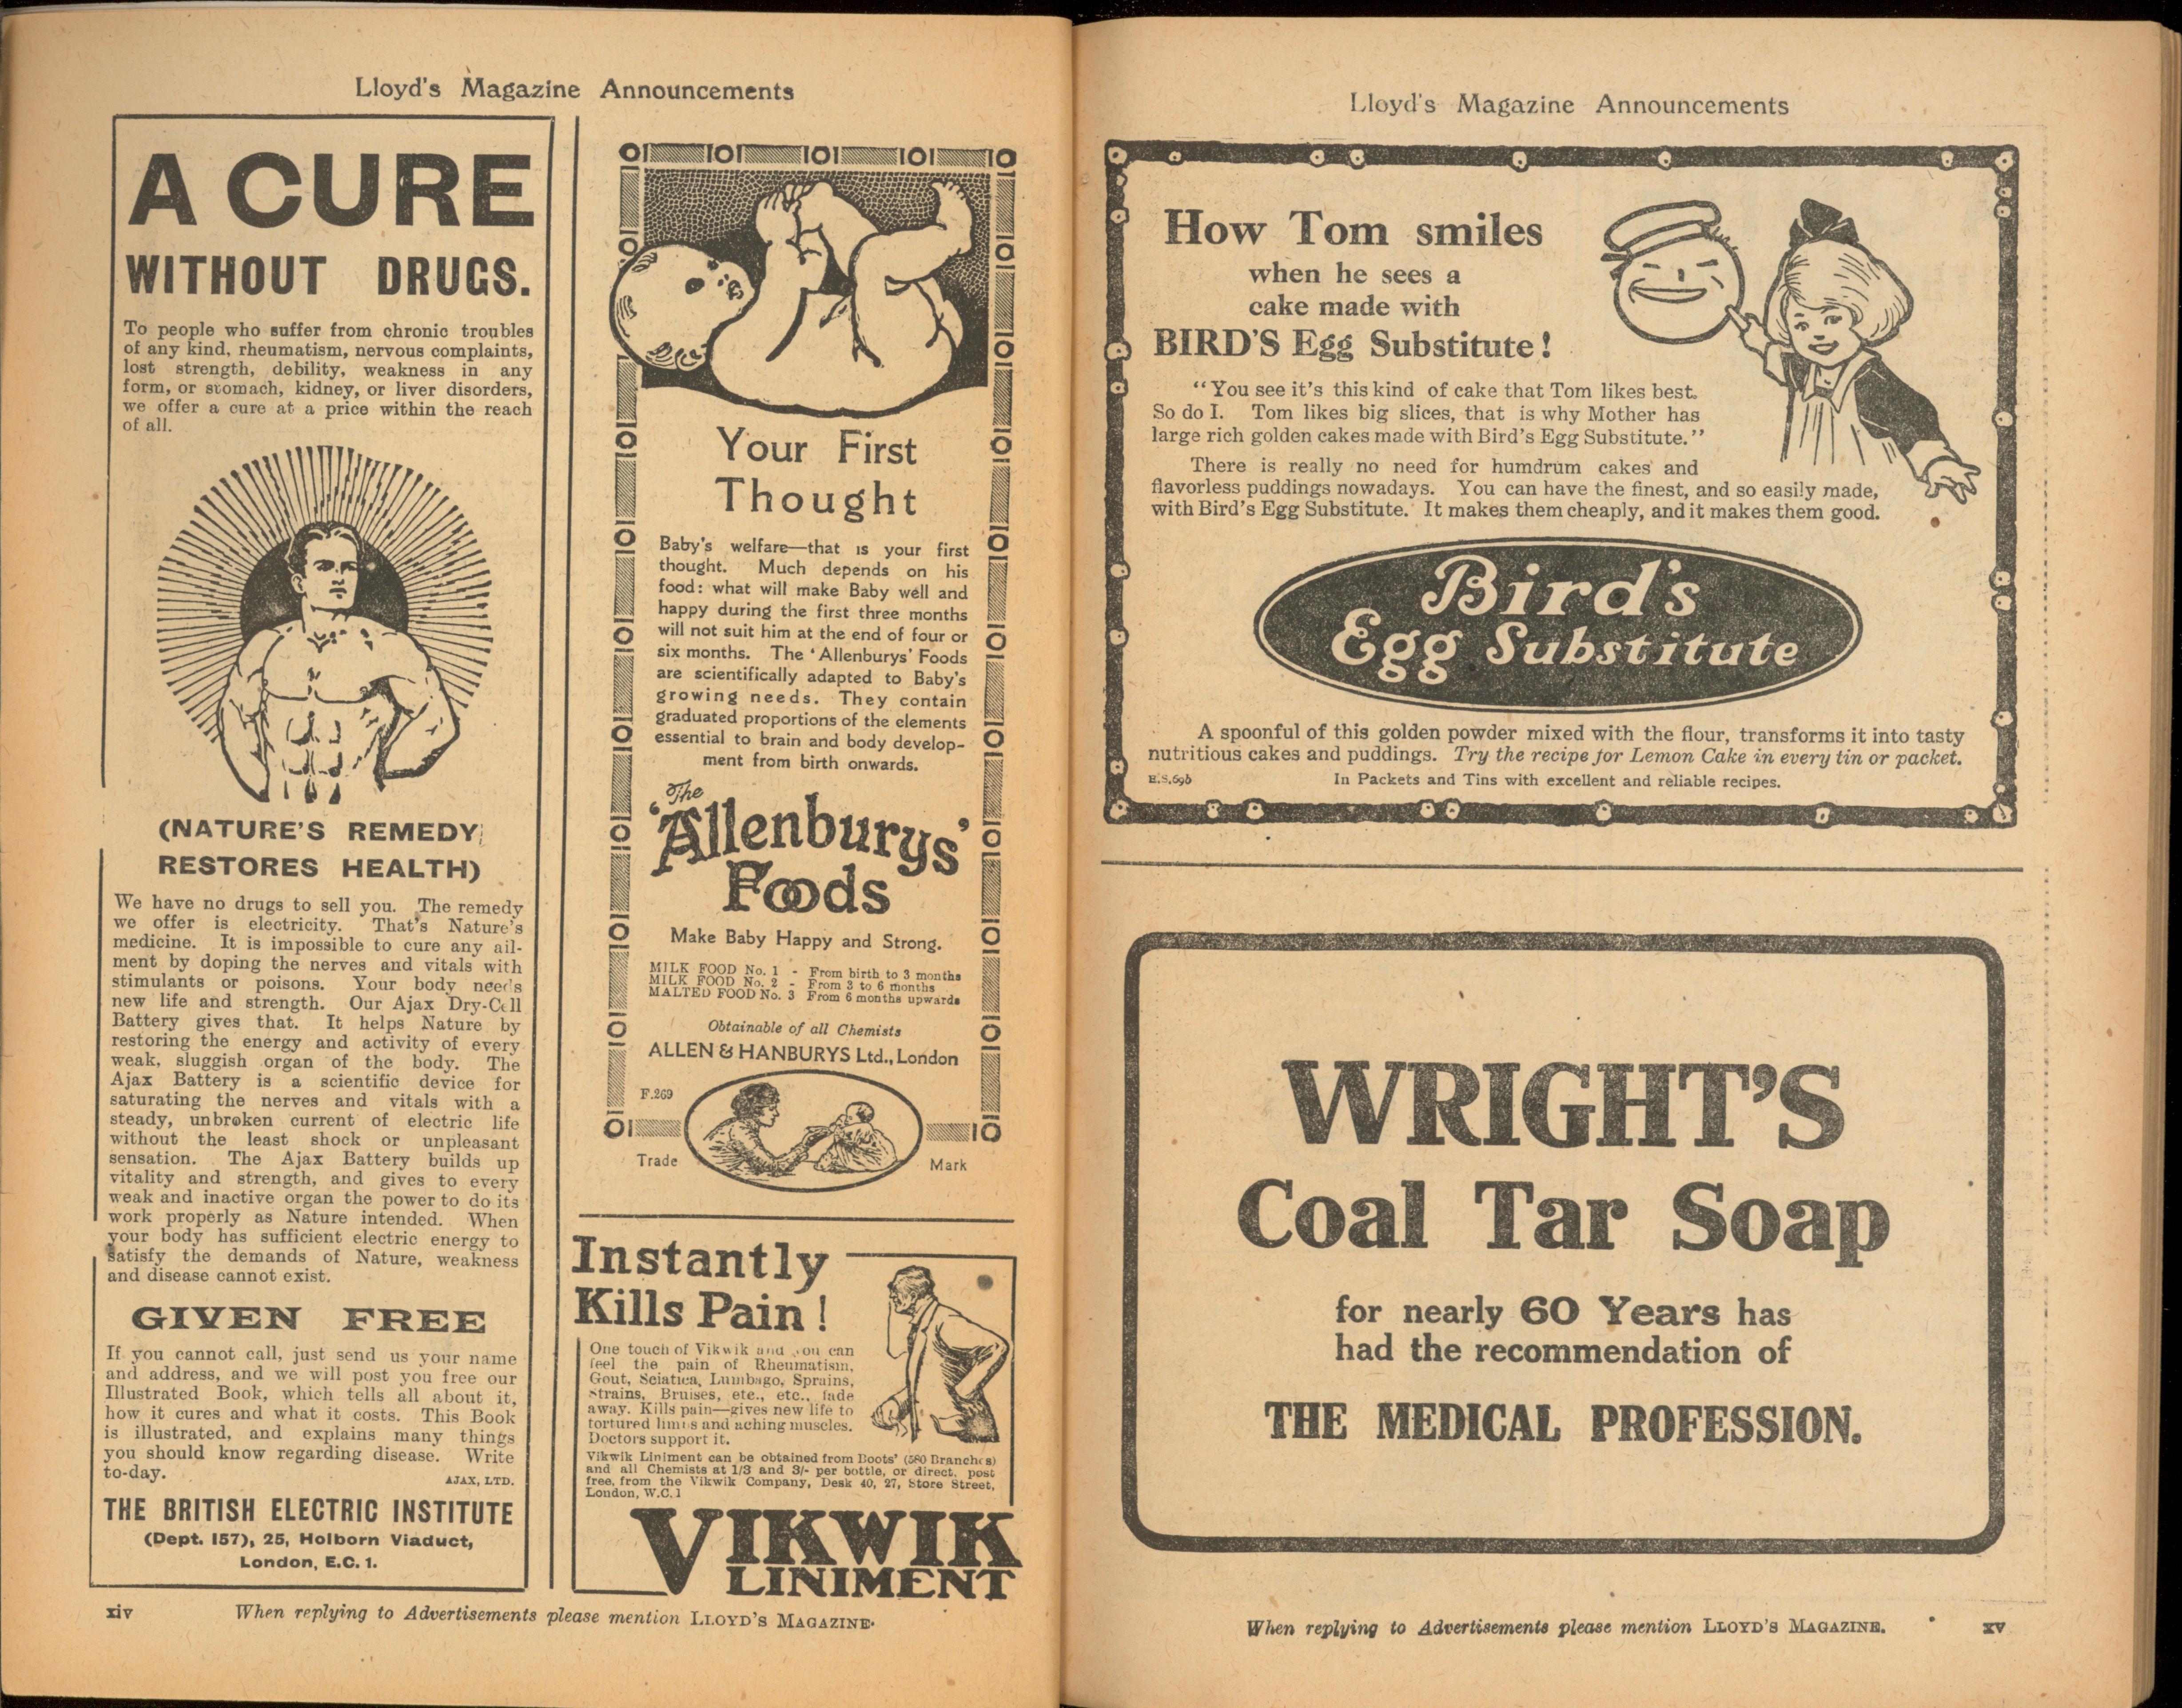 Lloyd's Magazine Announcements
A CURE
WITHOUT DRUGS.
To people who suffer from chronic troubles
of any kind, rheumatism, nervous complaints,
lost strength, debility, weakness in any
form, or stomach, kidney, or liver disorders,
we offer a cure at a price within the reach
of all.
(NATURE'S REMEDY
RESTORES HEALTH)
We have no drugs to sell you. The remedy
we offer is electricity. That's Nature's
medicine. It is impossible to cure any ail-
ment by doping the nerves and vitals with
stimulants or poisons. Your body needs
new life and strength. Our Ajax Dry-Cell
Battery gives that. It helps Nature by
restoring the energy and activity of every
weak, sluggish organ of the body. The
Ajax Battery is a scientific device for
saturating the nerves and vitals with a
steady, unbroken current of electric life
without the least shock or unpleasant
sensation. The Ajax Battery builds up
vitality and strength, and gives to every
weak and inactive organ the power to do its
work properly as Nature intended. When
your body has sufficient electric energy to
satisfy the demands of Nature, weakness
and disease cannot exist.
GIVEN FREE
If you cannot call, just send us your name
and address, and we will post you free our
Illustrated Book, which tells all about it,
how it cures and what it costs. This Book
is illustrated, and explains many things
you should know regarding disease. Write
to-day.
AJAX, LTD.
THE BRITISH ELECTRIC INSTITUTE
(Dept. 157), 25, Holborn Viaduct,
London, E.C. 1.
Your First
Thought
Baby's welfare—that is your first
thought. Much depends on his
food: what will make Baby well and
happy during the first three months
will not suit him at the end of four or
six months. The 'Allenburys' Foods
are scientifically adapted to Baby's
growing needs. They contain
graduated proportions of the elements
essential to brain and body develop-
ment from birth onwards.
The
'Allenburys'
Foods
Make Baby Happy and Strong.
MILK FOOD No. 1 - From birth to 3 months
MILK FOOD No. 2 - From 3 to 6 months
MALTED FOOD No. 3 From 6 months upwards
Obtainable of all Chemists
ALLEN & HANBURYS Ltd., London
F.269
Trade Mark
Instantly
Kills Pain!
One touch of Vikwik and you can
feel the pain of Rheumatism,
Gout, Sciatica, Lumbago, Sprains,
Strains, Bruises, etc., etc., fade
away. Kills pain—gives new life to
tortured limbs and aching muscles.
Doctors support it.
Vikwik Liniment can be obtained from Boots' (580 Branches)
and all Chemists at 1/3 and 3/- per bottle, or direct, post
free, from the Vikwik Company, Desk 40, 27, Store Street,
London, W.C.1
VIKWIK
LINIMENT
xiv When replying to Advertisements please mention LLOYD'S MAGAZINE.
Lloyd's Magazine Announcements
How Tom smiles
when he sees a
cake made with
BIRD'S Egg Substitute!
"You see it's this kind of cake that Tom likes best.
So do I. Tom likes big slices, that is why Mother has
large rich golden cakes made with Bird's Egg Substitute."
There is really no need for humdrum cakes and
flavorless puddings nowadays. You can have the finest, and so easily made,
with Bird's Egg Substitute. It makes them cheaply, and it makes them good.
Bird's
Egg Substitute
A spoonful of this golden powder mixed with the flour, transforms it into tasty
nutritious cakes and puddings. Try the recipe for Lemon Cake in every tin or packet.
E.S.69b In Packets and Tins with excellent and reliable recipes.
WRIGHT'S
Coal Tar Soap
for nearly 60 Years has
had the recommendation of
THE MEDICAL PROFESSION.
When replying to Advertisements please mention LLOYD'S MAGAZINE. xv